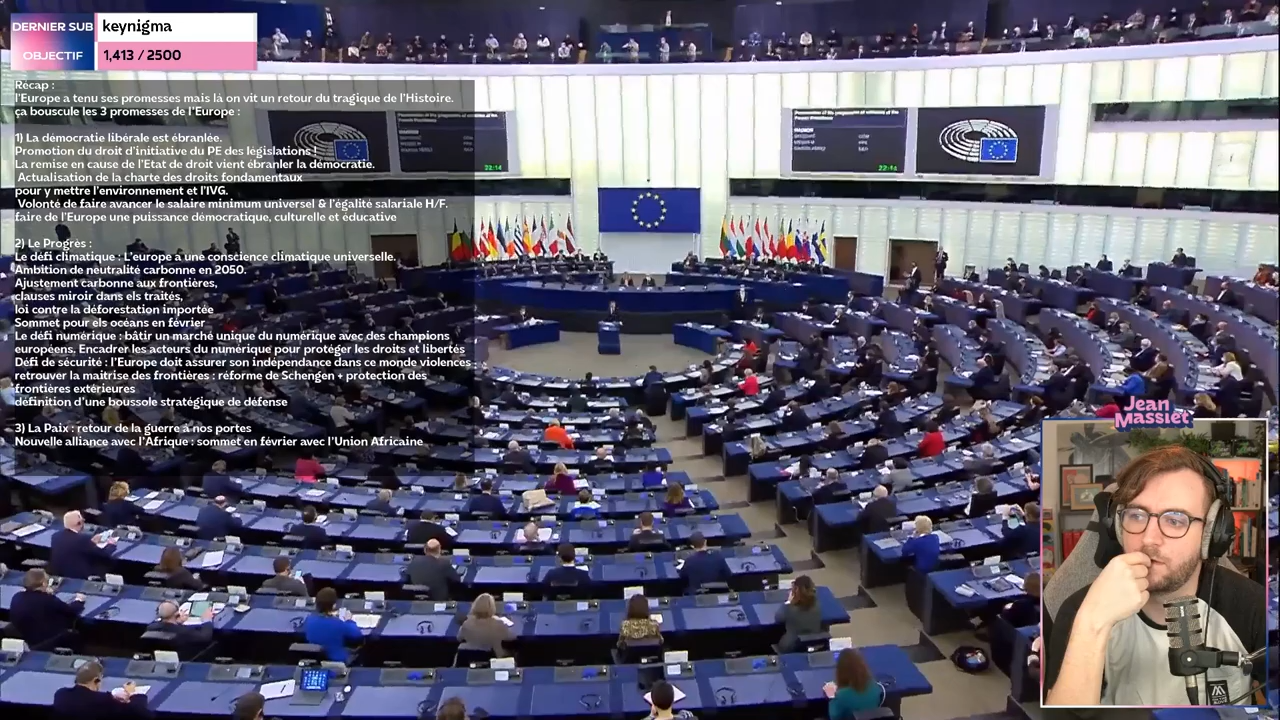 DERNIER SUB keynigma
OBJECTIF 1,413 / 2500
Récap :
l'Europe a tenu ses promesses mais là on vit un retour du tragique de l'Histoire.
ça bouscule les 3 promesses de l'Europe :
1) La démocratie libérale est ébranlée.
Promotion du droit d'initiative du PE des législations !
La remise en cause de l'Etat de droit vient ébranler la démocratie.
Actualisation de la charte des droits fondamentaux
pour y mettre l'environnement et l'IVG.
Volonté de faire avancer le salaire minimum universel & l'égalité salariale H/F.
faire de l'Europe une puissance démocratique, culturelle et éducative
2) Le Progrès :
Le défi climatique : L'europe a une conscience climatique universelle.
Ambition de neutralité carbonne en 2050.
Ajustement carbonne aux frontières,
clauses miroir dans els traités,
loi contre la déforestation importée
Sommet pour els océans en février
Le défi numérique : bâtir un marché unique du numérique avec des champions
européens. Encadrer les acteurs du numérique pour protéger les droits et libertés
Défi de sécurité : l'Europe doit assurer son indépendance dans ce monde violences :
retrouver la maîtrise des frontières : réforme de Schengen + protection des
frontières extérieures
définition d'une boussole stratégique de défense
3) La Paix : retour de la guerre à nos portes
Nouvelle alliance avec l'Afrique : sommet en février avec l'Union Africaine
Jean
Massiet